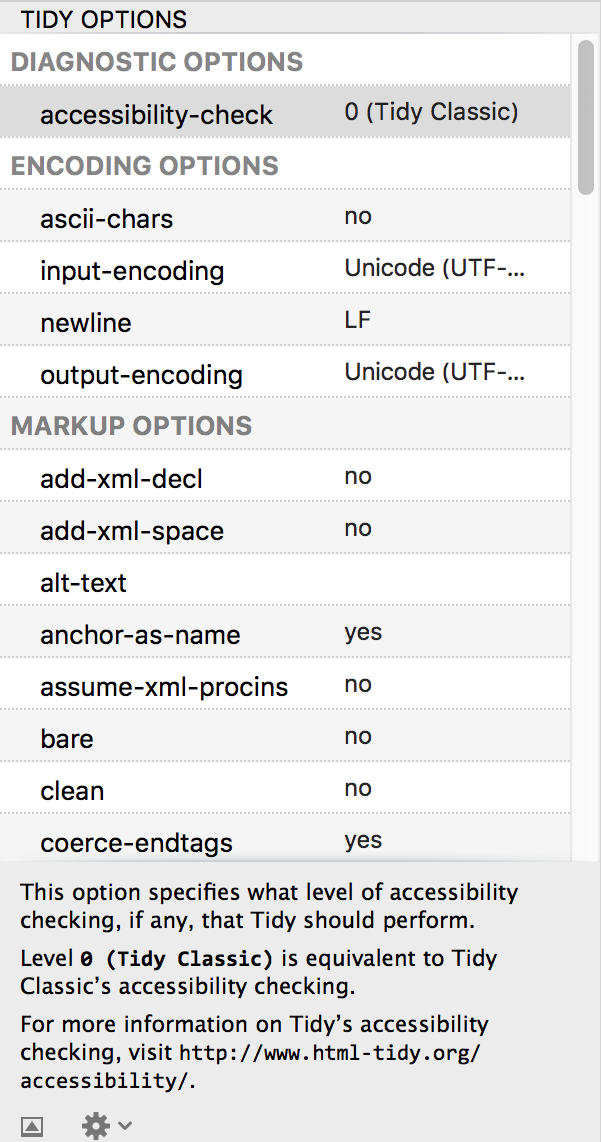 TIDY OPTIONS
DIAGNOSTIC OPTIONS
accessibility-check 0 (Tidy Classic)
ENCODING OPTIONS
ascii-chars no
input-encoding Unicode (UTF-...
newline LF
output-encoding Unicode (UTF-...
MARKUP OPTIONS
add-xml-decl no
add-xml-space no
alt-text
anchor-as-name yes
assume-xml-procins no
bare no
clean no
coerce-endtags yes
This option specifies what level of accessibility
checking, if any, that Tidy should perform.
Level 0 (Tidy Classic) is equivalent to Tidy
Classic’s accessibility checking.
For more information on Tidy’s accessibility
checking, visit http://www.html-tidy.org/
accessibility/.